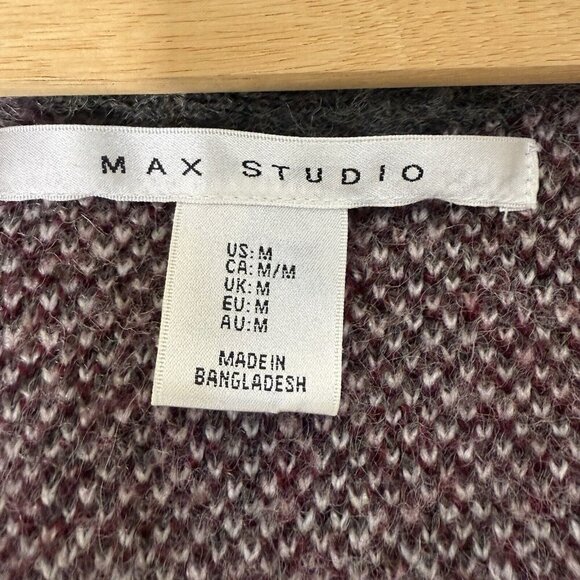 MAX STUDIO
US: M
CA: M/M
UK: M
EU: M
AU: M
MADE IN
BANGLADESH